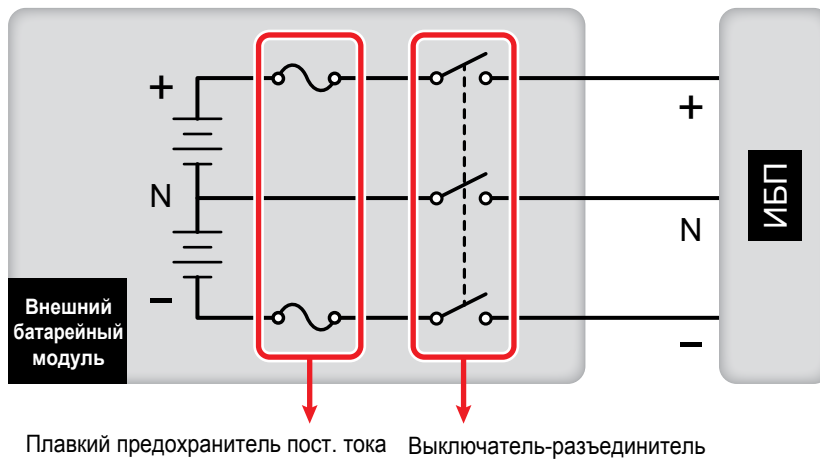 +
+
N
N
ИБП
–
–
Внешний
батарейный
модуль
Плавкий предохранитель пост. тока
Выключатель-разъединитель